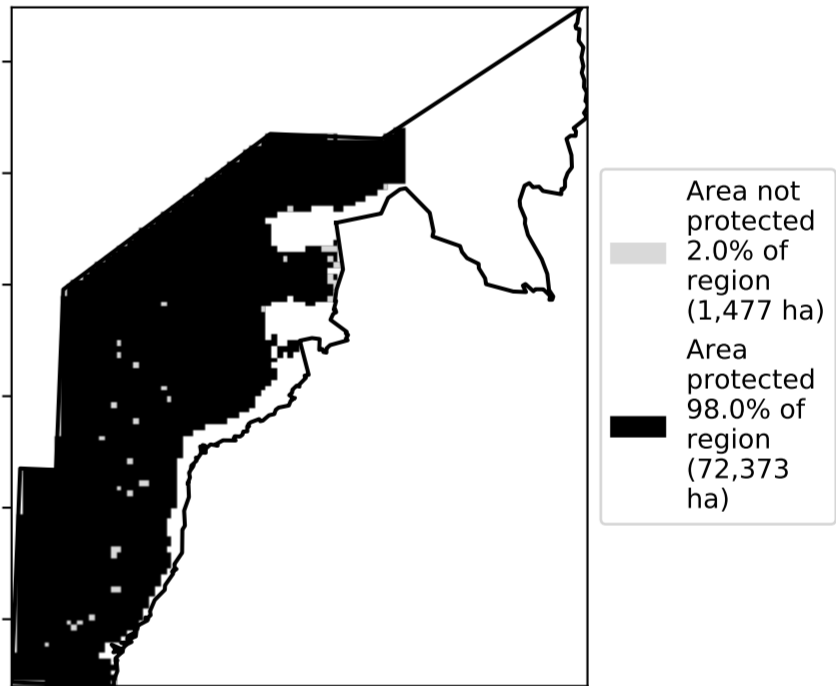 Area not
protected
2.0% of
region
(1,477 ha)
Area
protected
98.0% of
region
(72,373
ha)